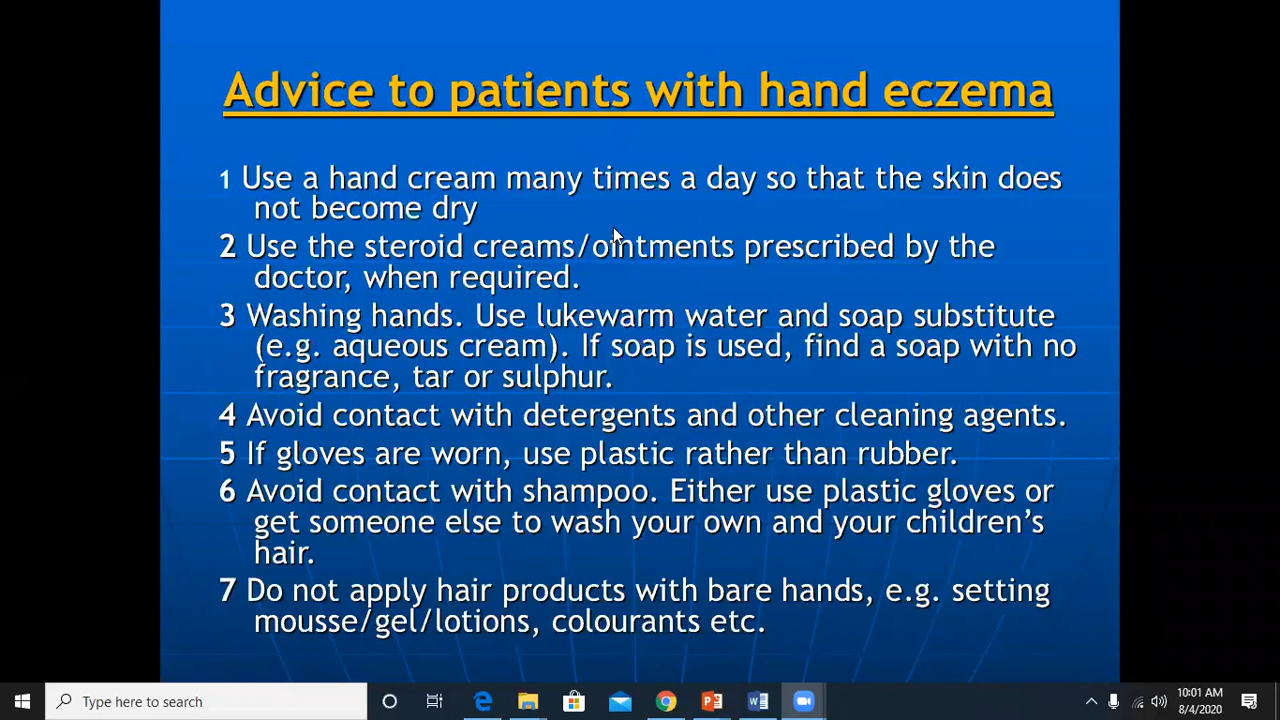 Advice to patients with hand eczema
1 Use a hand cream many times a day so that the skin does
not become dry
2 Use the steroid creams/ointments prescribed by the
doctor, when required.
3 Washing hands. Use lukewarm water and soap substitute
(e.g. aqueous cream). If soap is used, find a soap with no
fragrance, tar or sulphur.
4 Avoid contact with detergents and other cleaning agents.
5 If gloves are worn, use plastic rather than rubber.
6 Avoid contact with shampoo. Either use plastic gloves or
get someone else to wash your own and your children’s
hair.
7 Do not apply hair products with bare hands, e.g. setting
mousse/gel/lotions, colourants etc.
Type here to search
10:01 AM
8/4/2020